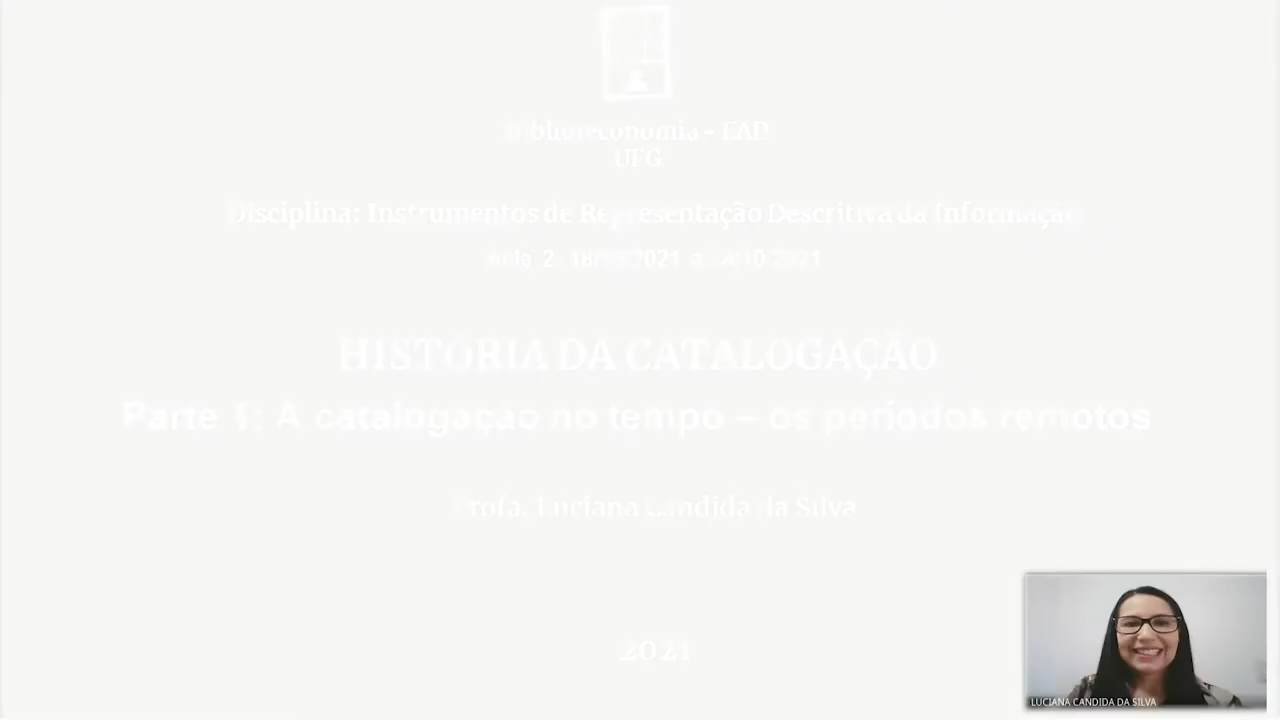 Biblioteconomia - EAD
UFG
Disciplina: Instrumentos de Representação Descritiva da Informação
Aula 2: 2021 a
HISTÓRIA DA CATALOGAÇÃO
Parte 1: A catalogação no tempo – os períodos remotos
Profa. Luciana Candida da Silva
2021
LUCIANA CANDIDA DA SILVA